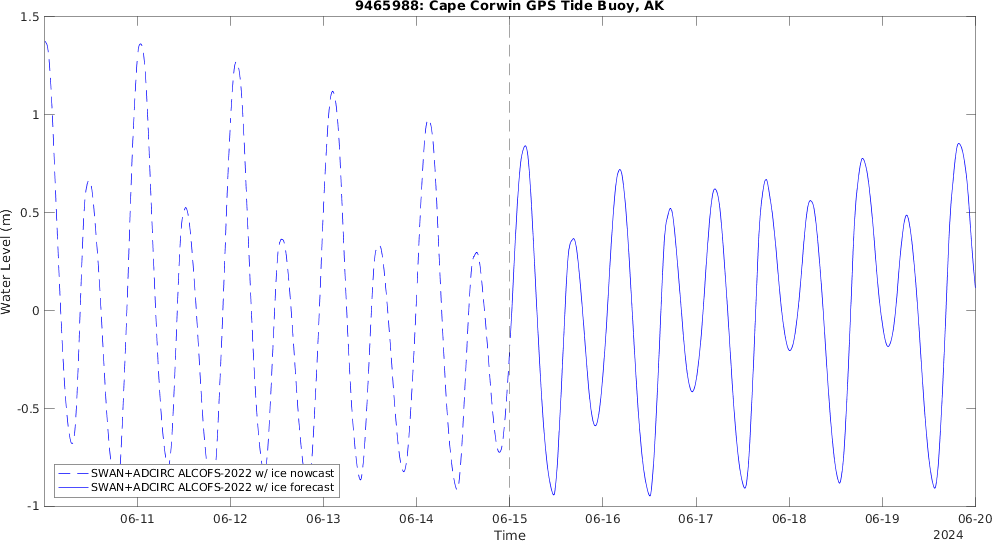 9465988: Cape Corwin GPS Tide Buoy, AK
1.5
1
0.5
0
-0.5
-1
Water Level (m)
SWAN+ADCIRC ALCOFS-2022 w/ ice nowcast
SWAN+ADCIRC ALCOFS-2022 w/ ice forecast
06-11 06-12 06-13 06-14 06-15 06-16 06-17 06-18 06-19 06-20
Time
2024